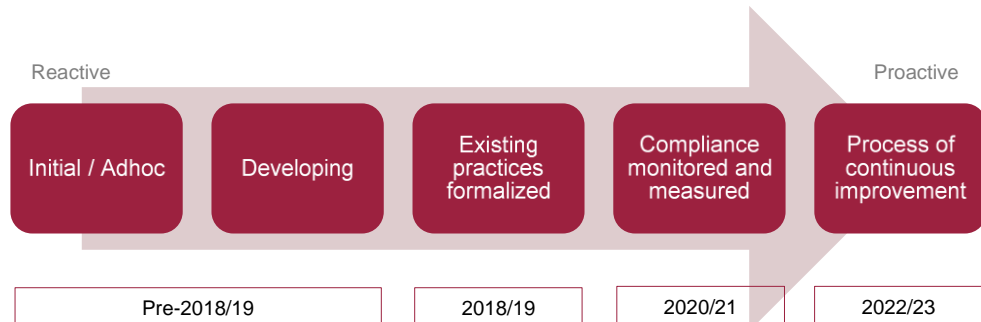 Reactive
Proactive
Initial / Adhoc
Developing
Existing
practices
formalized
Compliance
monitored and
measured
Process of
continuous
improvement
Pre-2018/19
2018/19
2020/21
2022/23